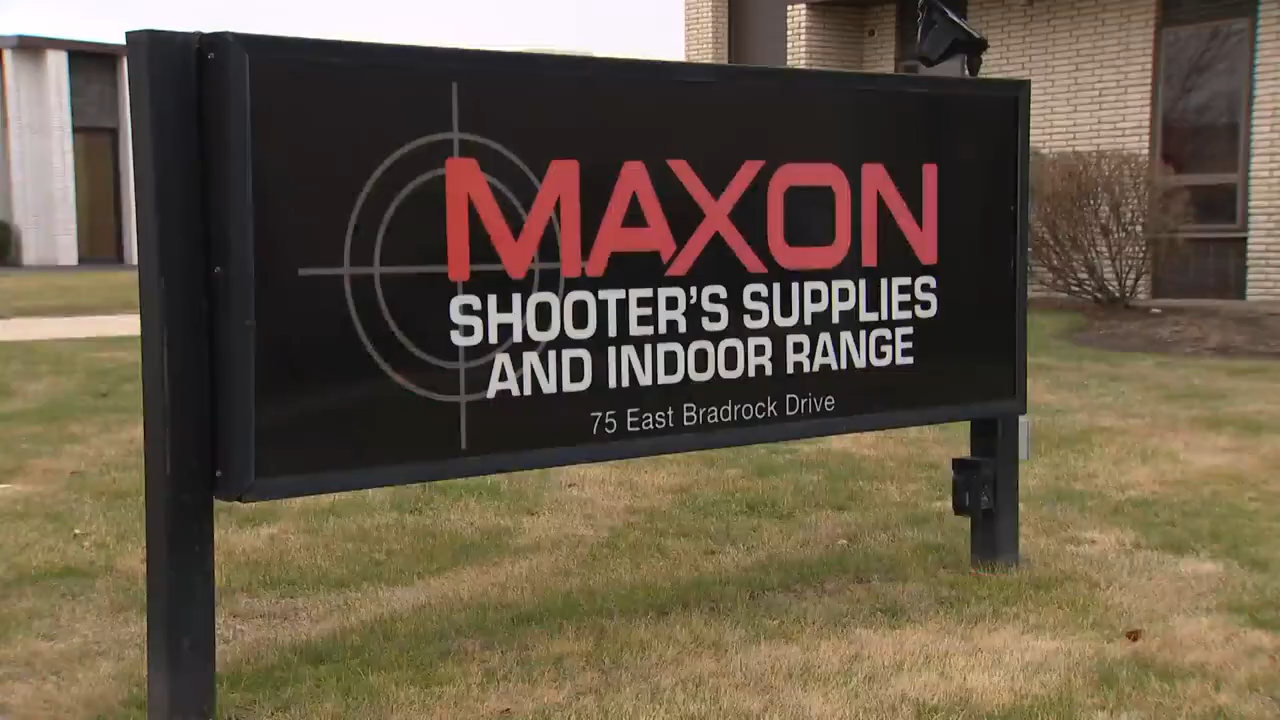 MAXON
SHOOTER'S SUPPLIES
AND INDOOR RANGE
75 East Bradrock Drive